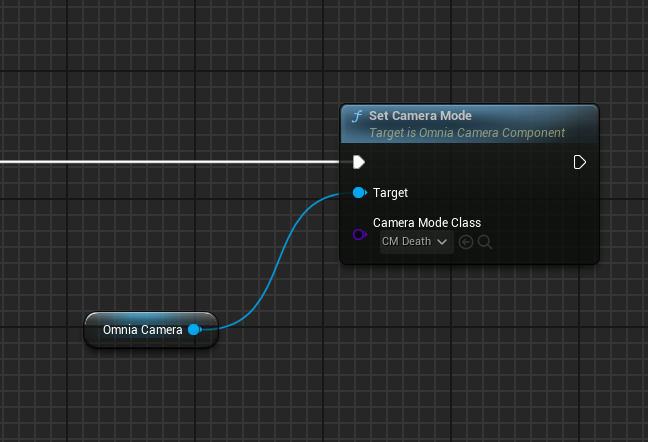 Set Camera Mode
Target is Omnia Camera Component
Target
Camera Mode Class
CM Death
Omnia Camera